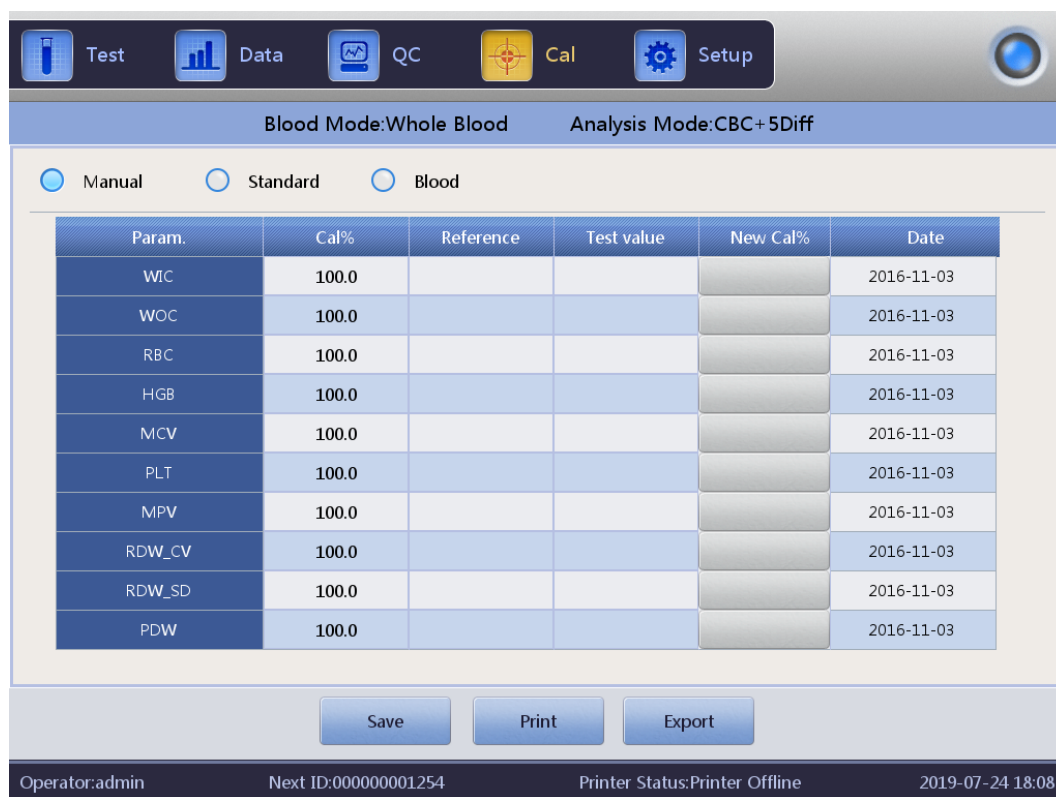 Test Data QC Cal Setup
Blood Mode:Whole Blood Analysis Mode:CBC+5Diff
Manual Standard Blood
Param. Cal% Reference Test value New Cal% Date
WIC 100.0 2016-11-03
WOC 100.0 2016-11-03
RBC 100.0 2016-11-03
HGB 100.0 2016-11-03
MCV 100.0 2016-11-03
PLT 100.0 2016-11-03
MPV 100.0 2016-11-03
RDW_CV 100.0 2016-11-03
RDW_SD 100.0 2016-11-03
PDW 100.0 2016-11-03
Save Print Export
Operator:admin Next ID:000000001254 Printer Status:Printer Offline 2019-07-24 18:08